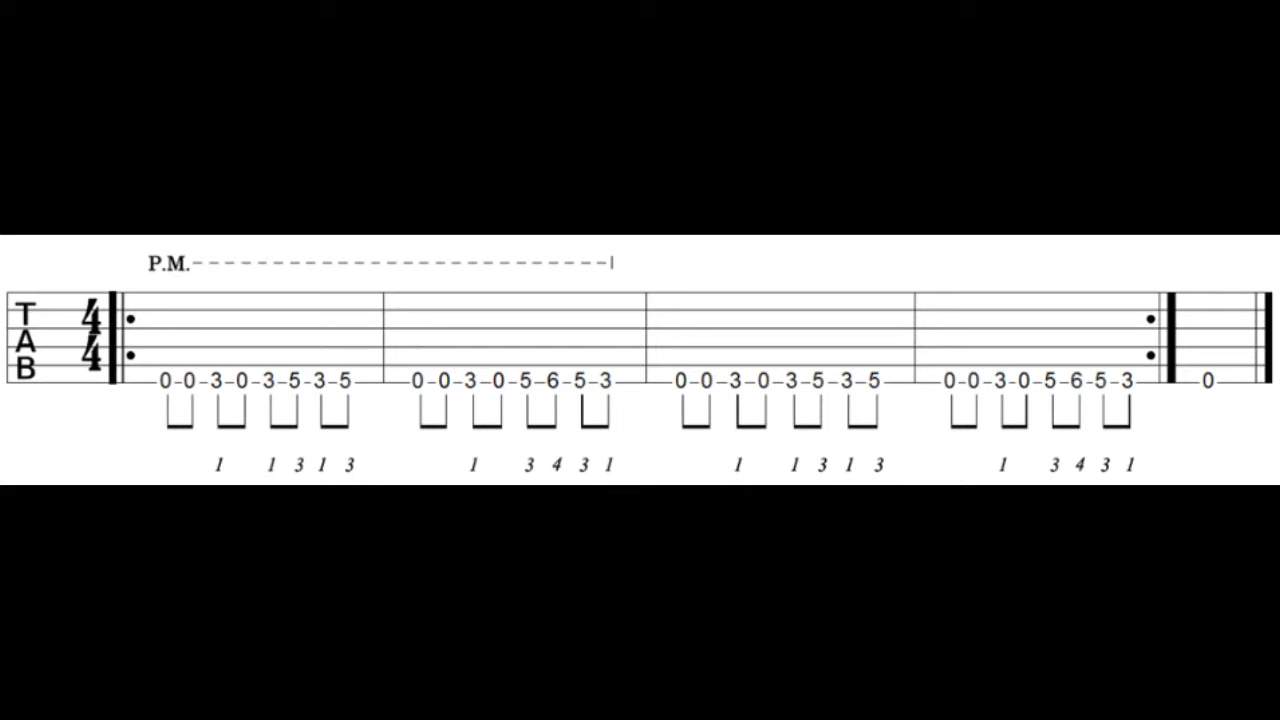 P.M.
TAB 4/4
0 0 3 0 3 5 3 5 0 0 3 0 5 6 5 3 0 0 3 0 3 5 3 5 0 0 3 0 5 6 5 3 0
1 1 3 1 3 1 3 4 3 1 1 1 3 1 3 1 3 4 3 1